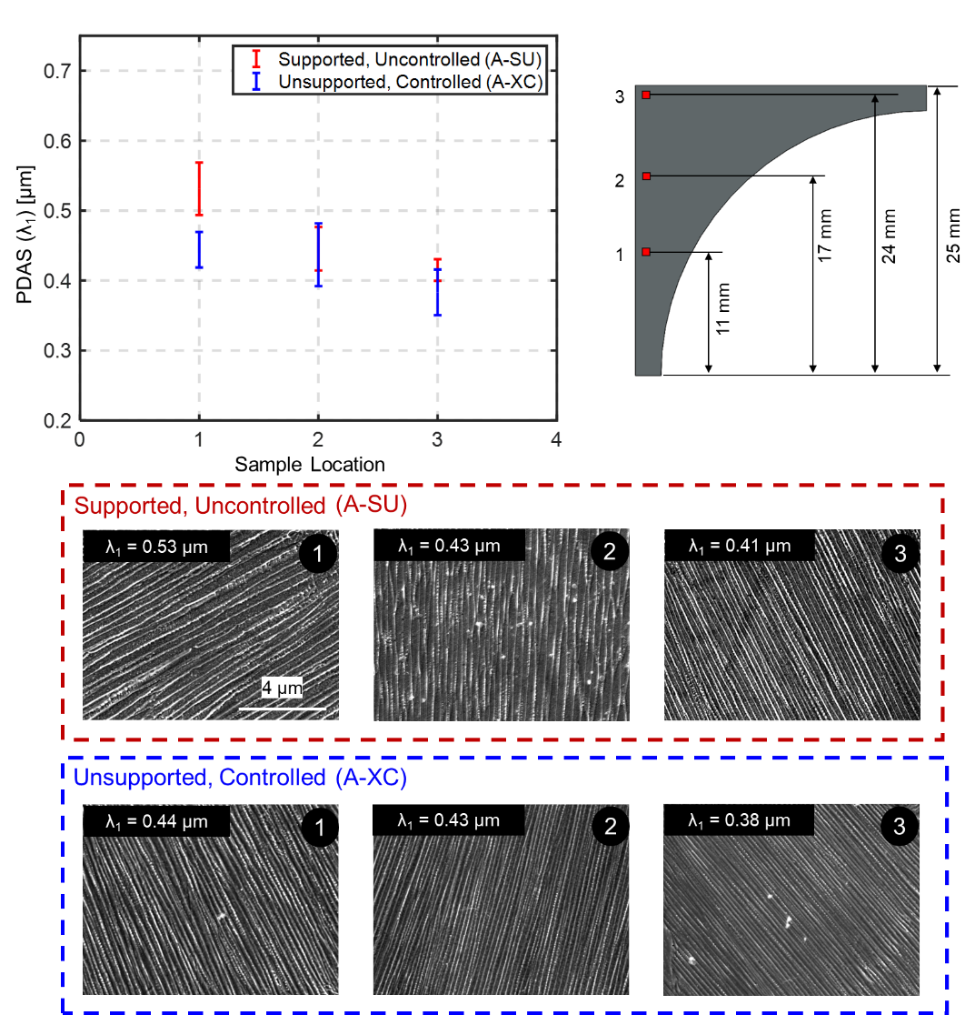 Supported, Uncontrolled (A-SU)
Unsupported, Controlled (A-XC)
PDAS (λ₁) [µm]
0.7
0.6
0.5
0.4
0.3
0.2
0
1
2
3
4
Sample Location
3
2
1
11 mm
17 mm
24 mm
25 mm
Supported, Uncontrolled (A-SU)
λ₁ = 0.53 µm
1
4 µm
λ₁ = 0.43 µm
2
λ₁ = 0.41 µm
3
Unsupported, Controlled (A-XC)
λ₁ = 0.44 µm
1
λ₁ = 0.43 µm
2
λ₁ = 0.38 µm
3